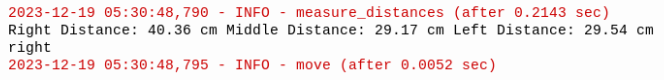 2023-12-19 05:30:48,790 - INFO - measure_distances (after 0.2143 sec)
Right Distance: 40.36 cm Middle Distance: 29.17 cm Left Distance: 29.54 cm
right
2023-12-19 05:30:48,795 - INFO - move (after 0.0052 sec)